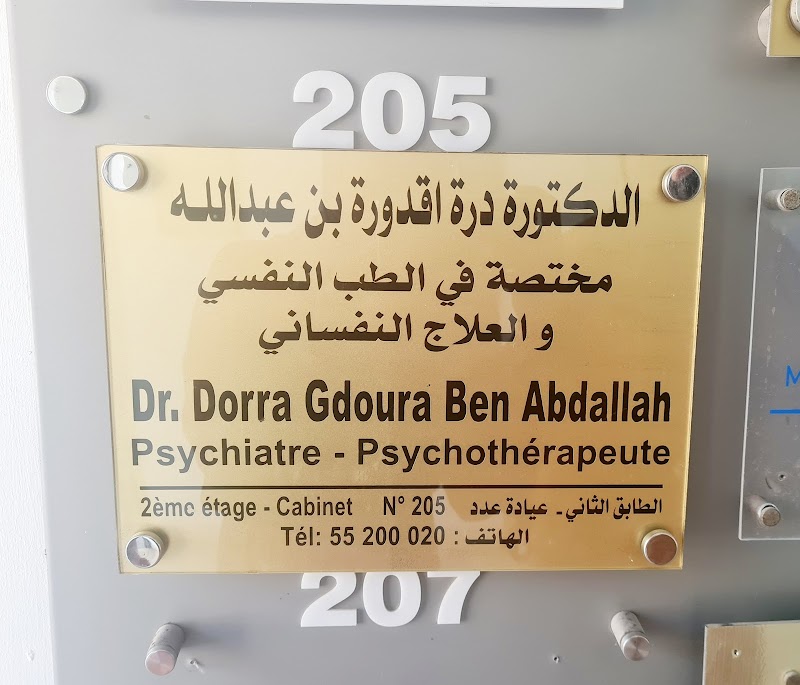 205
الدكتورة درة اقدورة بن عبدالله
مختصة في الطب النفسي
و العلاج النفساني
Dr. Dorra Gdoura Ben Abdallah
Psychiatre - Psychothérapeute
2ème étage - Cabinet N° 205 الطابق الثاني - عيادة عدد
Tél: 55 200 020 : الهاتف
207
M